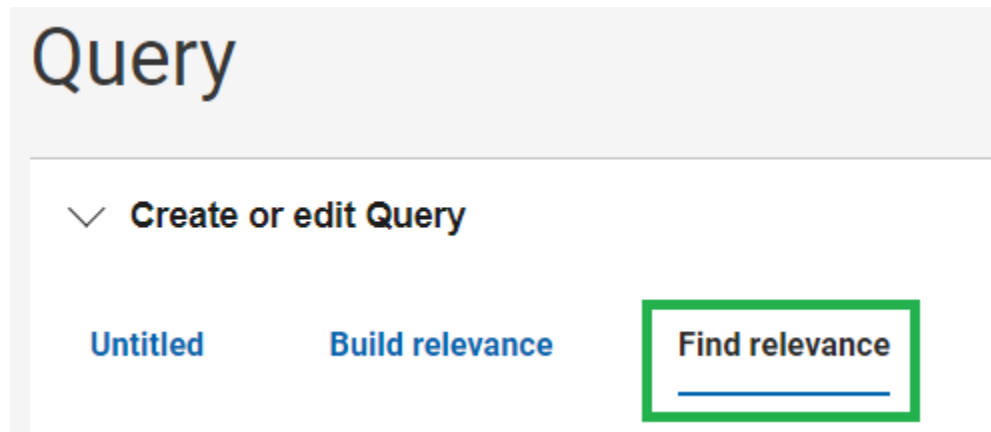 Query
Create or edit Query
Untitled Build relevance Find relevance